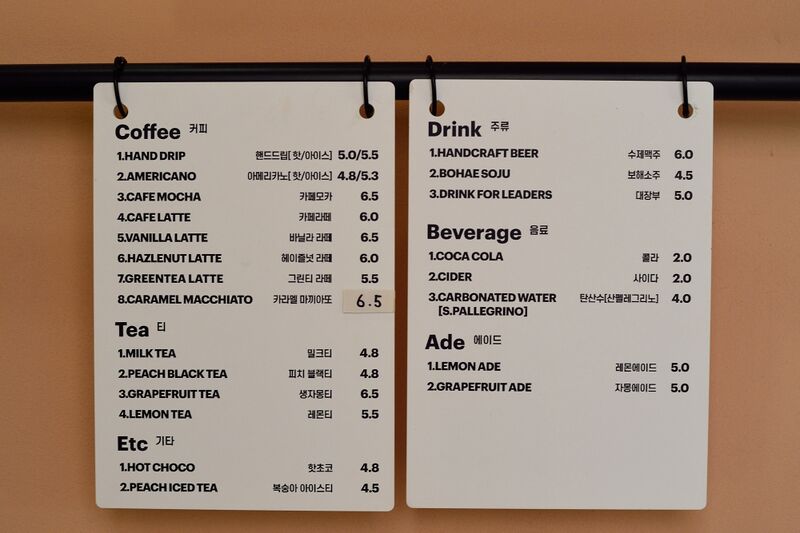 Coffee 커피
1.HAND DRIP 핸드드립[핫/아이스] 5.0/5.5
2.AMERICANO 아메리카노[핫/아이스] 4.8/5.3
3.CAFE MOCHA 카페모카 6.5
4.CAFE LATTE 카페라떼 6.0
5.VANILLA LATTE 바닐라 라떼 6.5
6.HAZLENUT LATTE 헤이즐넛 라떼 6.0
7.GREENTEA LATTE 그린티 라떼 5.5
8.CARAMEL MACCHIATO 카라멜 마끼아또 6.5
Tea 티
1.MILK TEA 밀크티 4.8
2.PEACH BLACK TEA 피치 블랙티 4.8
3.GRAPEFRUIT TEA 생자몽티 6.5
4.LEMON TEA 레몬티 5.5
Etc 기타
1.HOT CHOCO 핫초코 4.8
2.PEACH ICED TEA 복숭아 아이스티 4.5
Drink 주류
1.HANDCRAFT BEER 수제맥주 6.0
2.BOHAE SOJU 보해소주 4.5
3.DRINK FOR LEADERS 대장부 5.0
Beverage 음료
1.COCA COLA 콜라 2.0
2.CIDER 사이다 2.0
3.CARBONATED WATER 탄산수[산펠레그리노] 4.0
[S.PALLEGRINO]
Ade 에이드
1.LEMON ADE 레몬에이드 5.0
2.GRAPEFRUIT ADE 자몽에이드 5.0